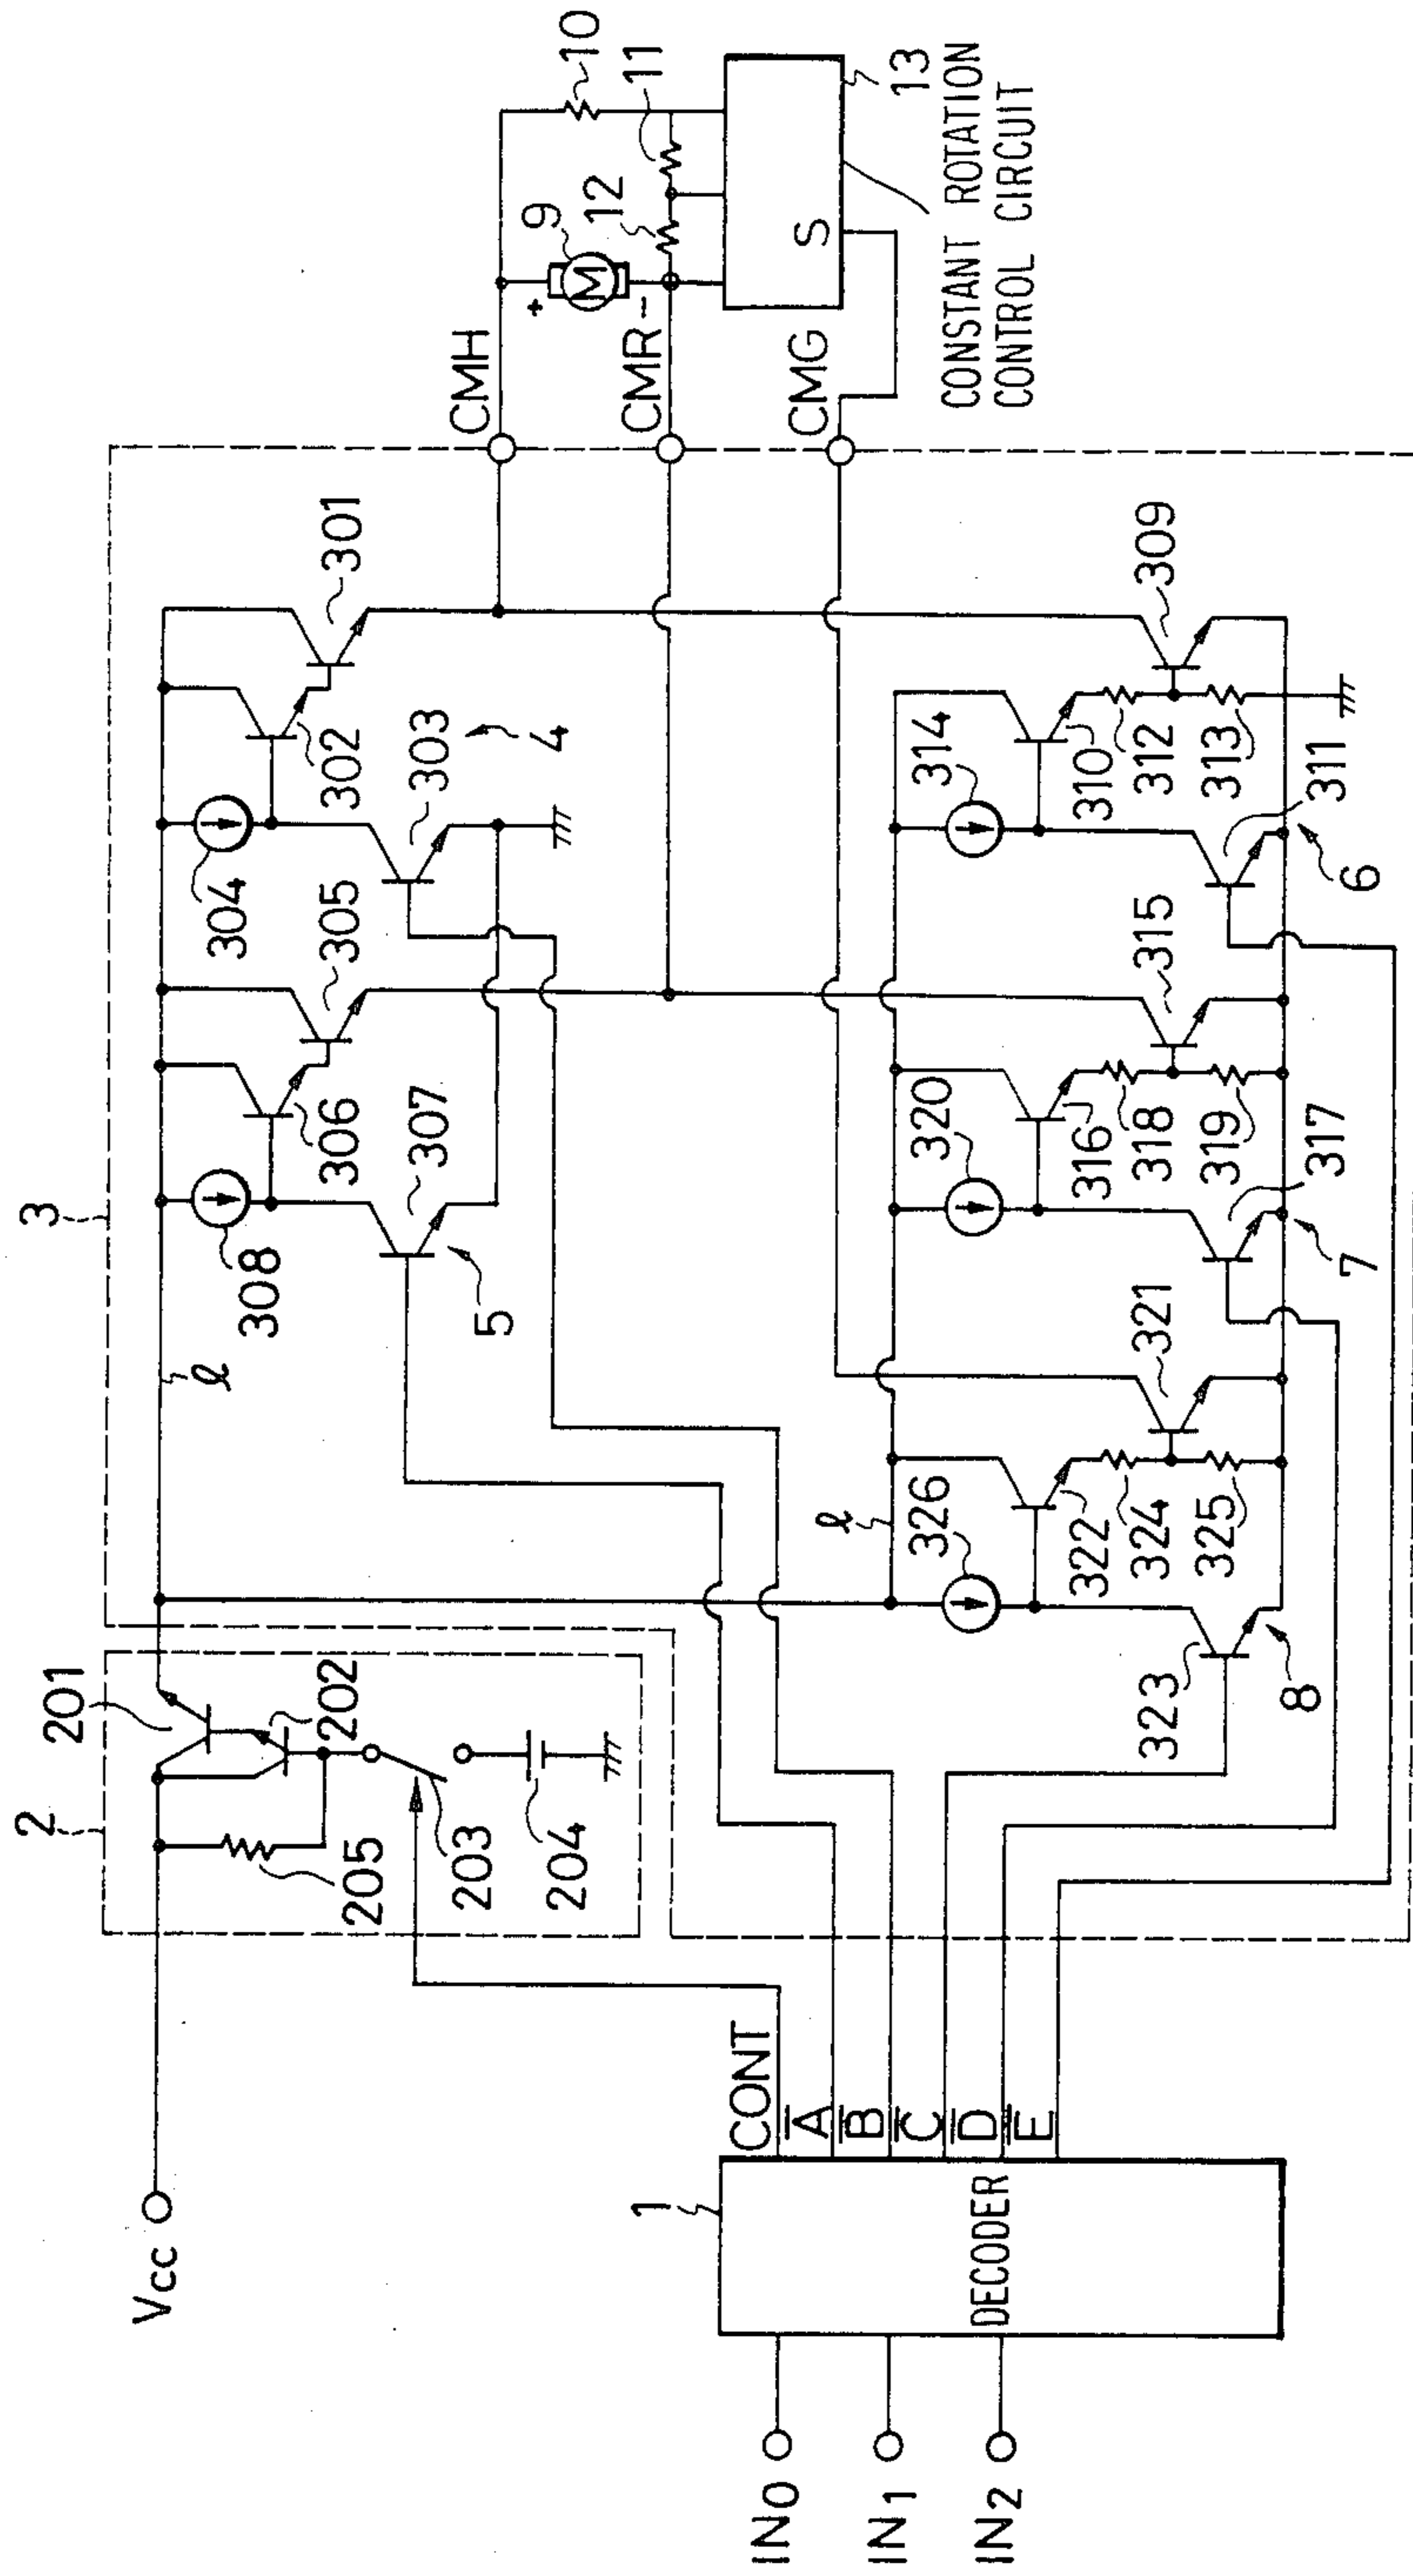 Vcc
IN0
IN1
IN2
1
DECODER
CONT
A
B
C
D
E
2
201
202
203
204
205
3
ℓ
301
302
303
304
305
306
307
308
4
5
ℓ
309
310
311
312
313
314
315
316
317
318
319
320
321
322
323
324
325
326
6
7
8
CMH
CMR
CMG
+
M
-
9
10
11
12
S
13
CONSTANT ROTATION
CONTROL CIRCUIT